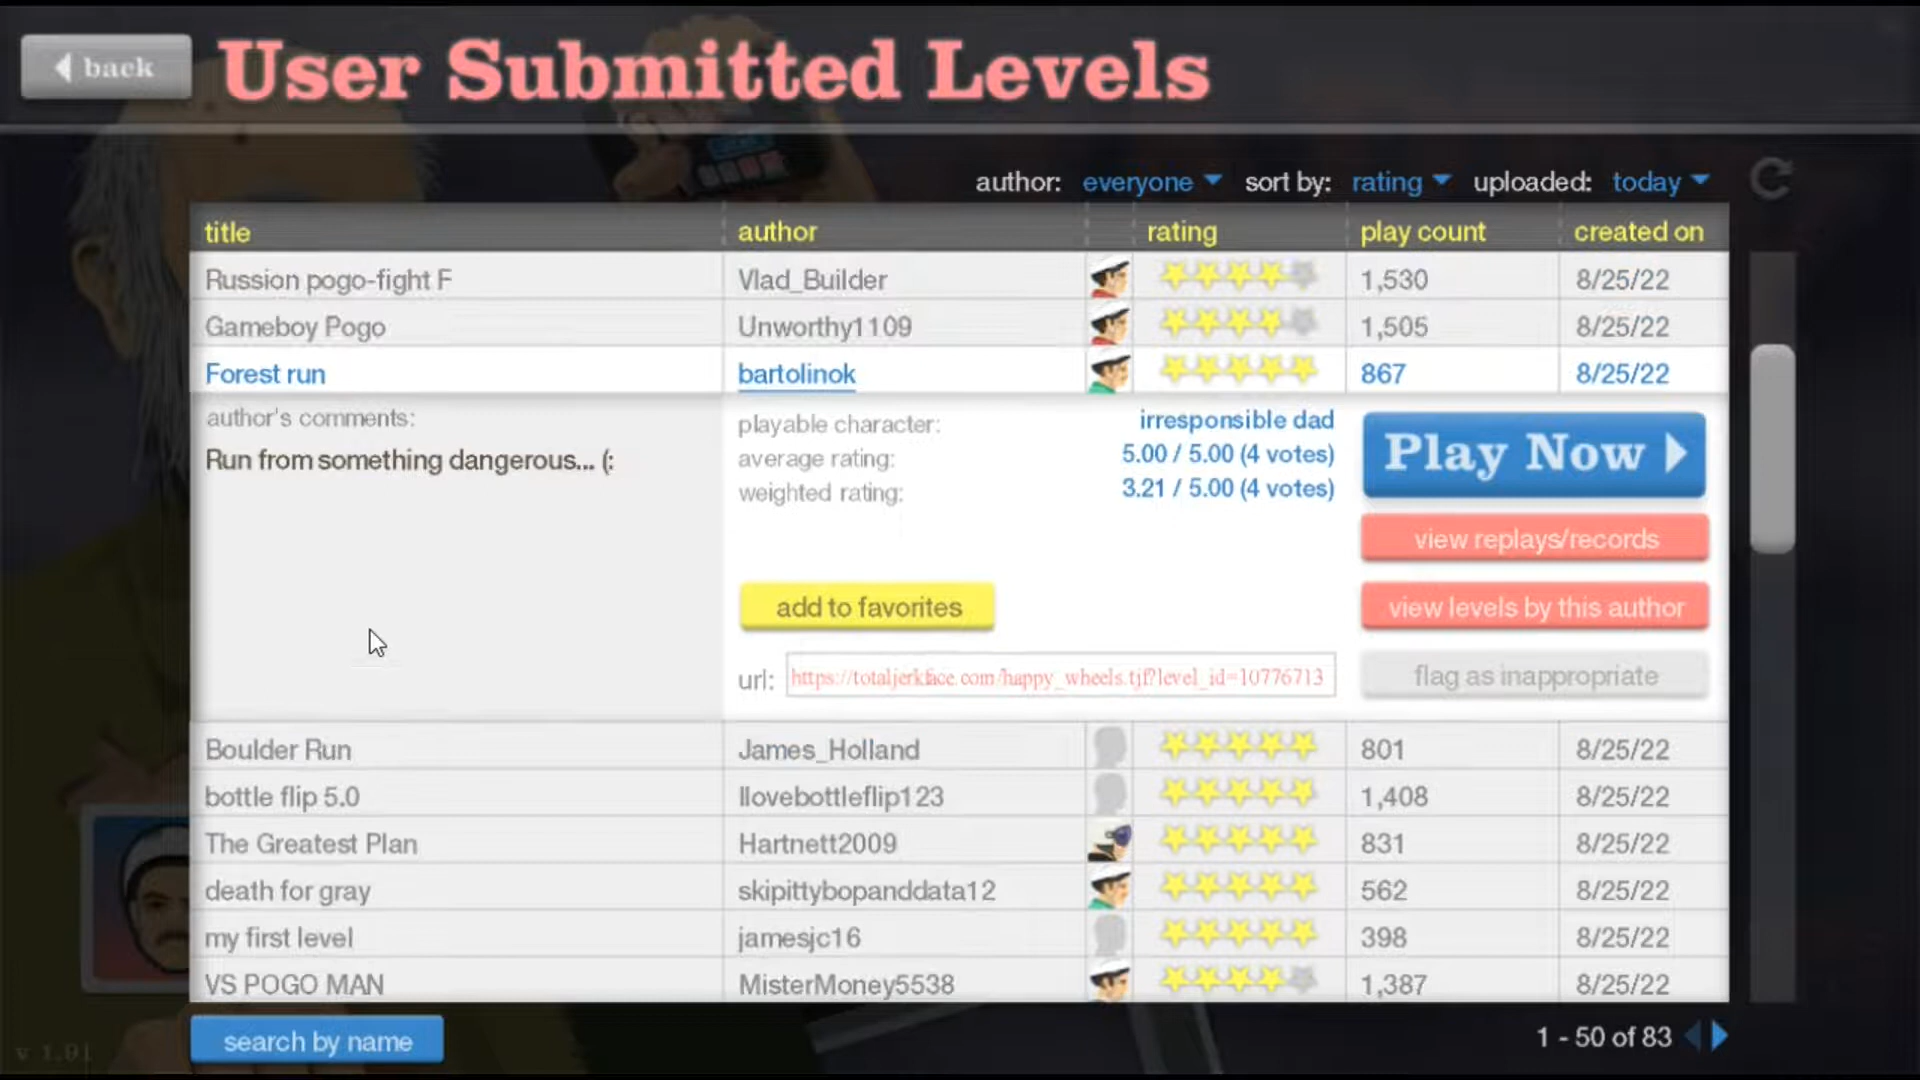 back
User Submitted Levels
author: everyone sort by: rating uploaded: today
title author rating play count created on
Russion pogo-fight F Vlad_Builder 1,530 8/25/22
Gameboy Pogo Unworthy1109 1,505 8/25/22
Forest run bartolinok 867 8/25/22
author's comments:
Run from something dangerous... (:
playable character: irresponsible dad
average rating: 5.00 / 5.00 (4 votes)
weighted rating: 3.21 / 5.00 (4 votes)
add to favorites
url: https://totaljerkface.com/happy_wheels.tjf?level_id=10776713
Play Now
view replays/records
view levels by this author
flag as inappropriate
Boulder Run James_Holland 801 8/25/22
bottle flip 5.0 Ilovebottleflip123 1,408 8/25/22
The Greatest Plan Hartnett2009 831 8/25/22
death for gray skipittybopanddata12 562 8/25/22
my first level jamesjc16 398 8/25/22
VS POGO MAN MisterMoney5538 1,387 8/25/22
search by name
1 - 50 of 83
v 1.01